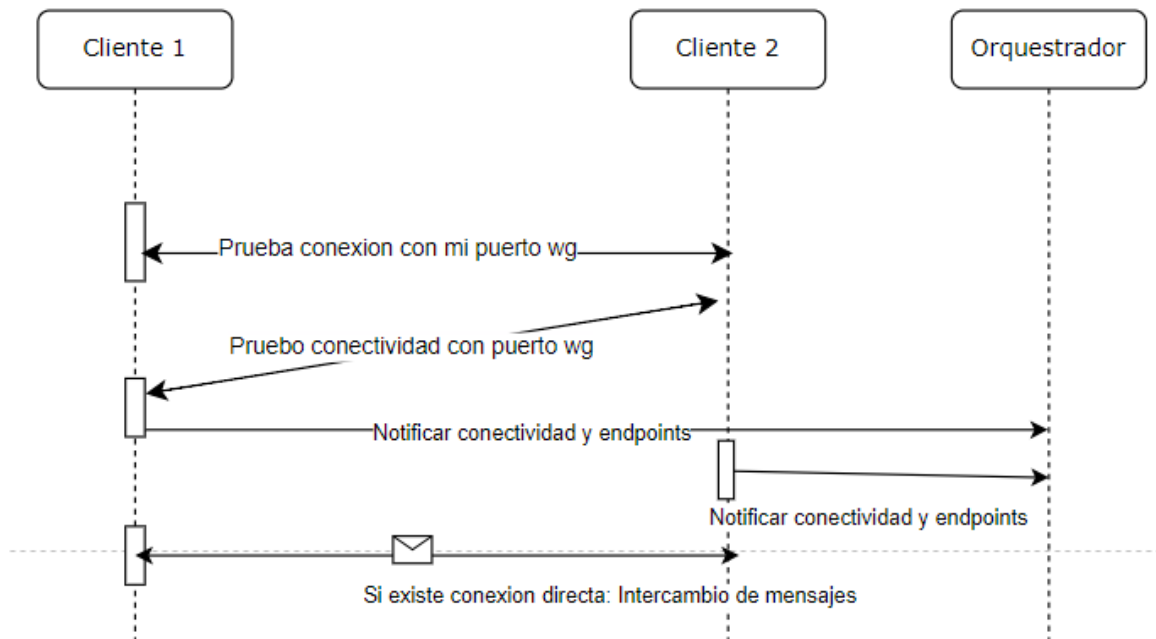 Cliente 1
Cliente 2
Orquestrador
Prueba conexion con mi puerto wg
Pruebo conectividad con puerto wg
Notificar conectividad y endpoints
Notificar conectividad y endpoints
Si existe conexion directa: Intercambio de mensajes